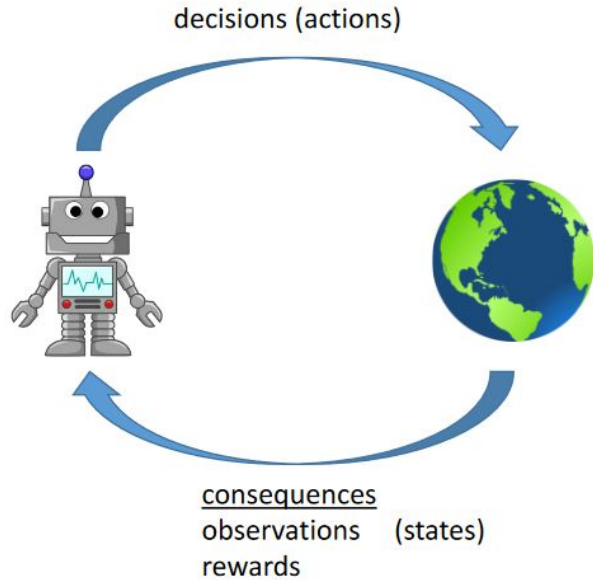 decisions (actions)
consequences
observations (states)
rewards